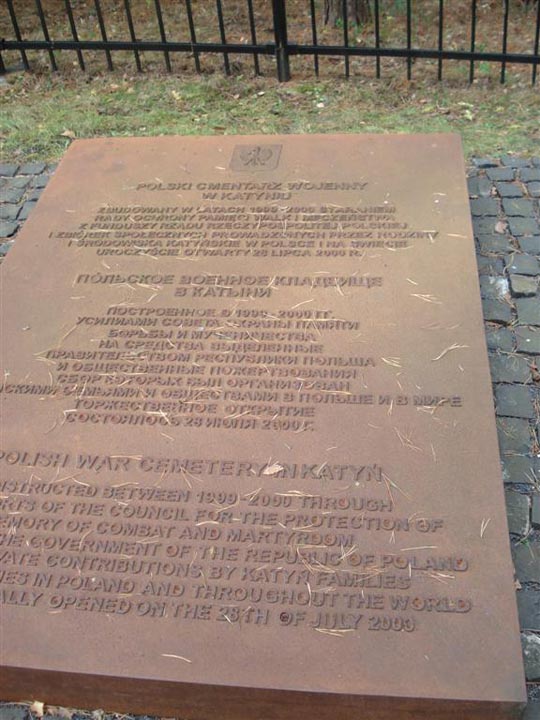 POLSKI CMENTARZ WOJENNY
W KATYNIU
ZBUDOWANY W LATACH 1999-2000 STARANIEM
RADY OCHRONY PAMIĘCI WALK I MĘCZEŃSTWA
Z FUNDUSZY RZĄDU RZECZYPOSPOLITEJ POLSKIEJ
I ZBIÓREK SPOŁECZNYCH PROWADZONYCH PRZEZ RODZINY
I ŚRODOWISKA KATYŃSKIE W POLSCE I NA ŚWIECIE
UROCZYŚCIE OTWARTY 28 LIPCA 2000 R.
ПОЛЬСКОЕ ВОЕННОЕ КЛАДБИЩЕ
В КАТЫНИ
ПОСТРОЕННОЕ В 1999-2000 ГГ.
УСИЛИАМИ СОВЕТА ОХРАНЫ ПАМЯТИ
БОРЬБЫ И МУЧЕНИЧЕСТВА
НА СРЕДСТВА ВЫДЕЛЕННЫЕ
ПРАВИТЕЛЬСТВОМ РЕСПУБЛИКИ ПОЛЬША
И ОБЩЕСТВЕННЫЕ ПОЖЕРТВОВАНИЯ
СБОР КОТОРЫХ БЫЛ ОРГАНИЗОВАН
СКИМИ СЕМЬЯМИ И ОБЩЕСТВАМИ В ПОЛЬШЕ И В МИРЕ
ТОРЖЕСТВЕННОЕ ОТКРЫТИЕ
СОСТОЯЛОСЬ 28 ИЮЛЯ 2000 Г.
POLISH WAR CEMETERY IN KATYŃ
NSTRUCTED BETWEEN 1999-2000 THROUGH
ORTS OF THE COUNCIL FOR THE PROTECTION OF
EMORY OF COMBAT AND MARTYRDOM
HE GOVERNMENT OF THE REPUBLIC OF POLAND
VATE CONTRIBUTIONS BY KATYŃ FAMILIES
IES IN POLAND AND THROUGHOUT THE WORLD
ALLY OPENED ON THE 28TH OF JULY 2000